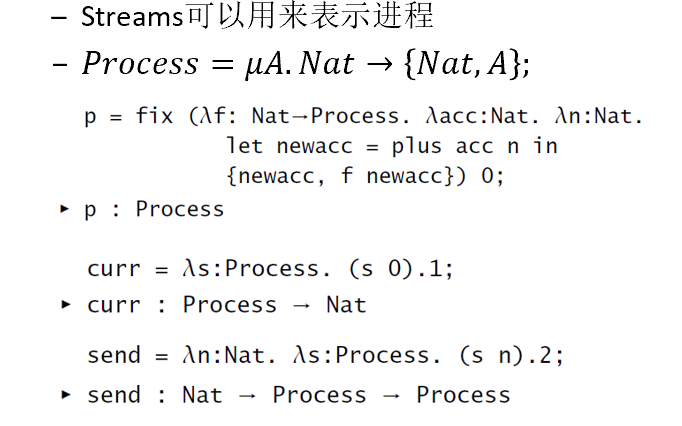 – Streams可以用来表示进程
– Process = μA. Nat → {Nat, A};
p = fix (λf: Nat→Process. λacc:Nat. λn:Nat.
let newacc = plus acc n in
{newacc, f newacc}) 0;
▸ p : Process
curr = λs:Process. (s 0).1;
▸ curr : Process → Nat
send = λn:Nat. λs:Process. (s n).2;
▸ send : Nat → Process → Process